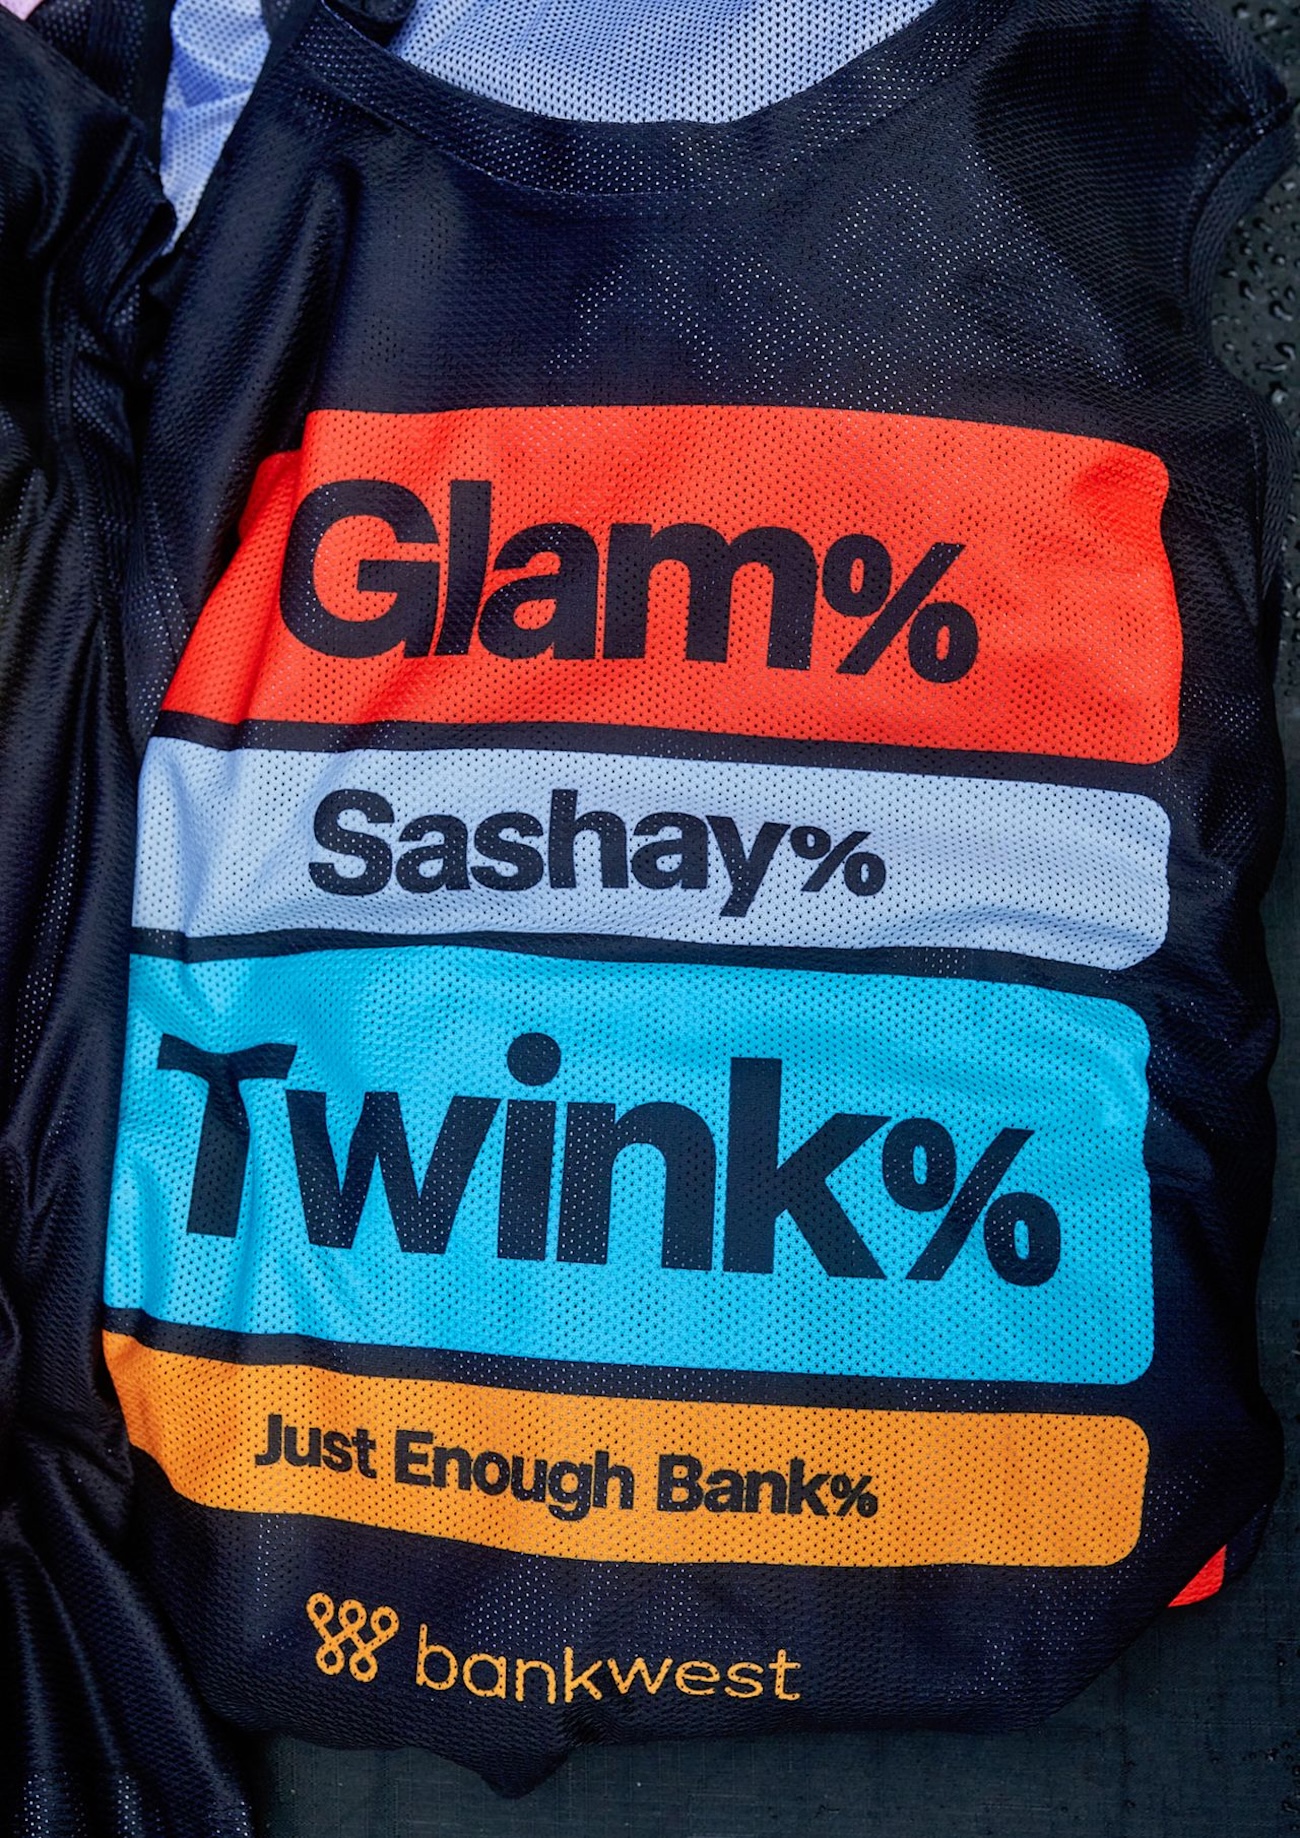 Glam%
Sashay%
Twink%
Just Enough Bank%
bankwest